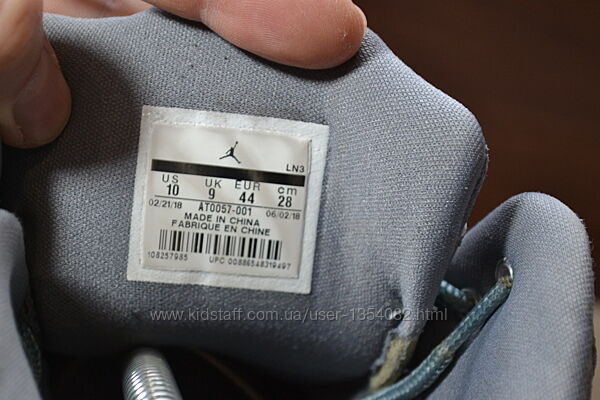 LN3
US UK EUR cm
10 9 44 28
02/21/18 AT0057-001 06/02/18
MADE IN CHINA
FABRIQUE EN CHINE
108257985 UPC 00886548319497
www.kidstaff.com.ua/user-1354082.html